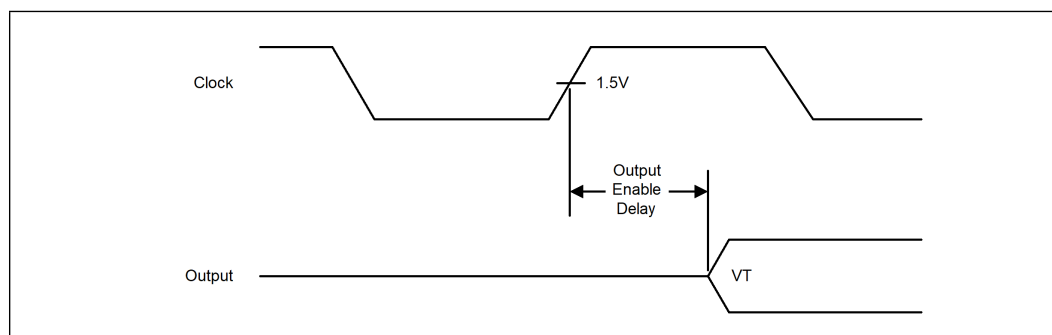 Clock
1.5V
Output
Enable
Delay
Output
VT